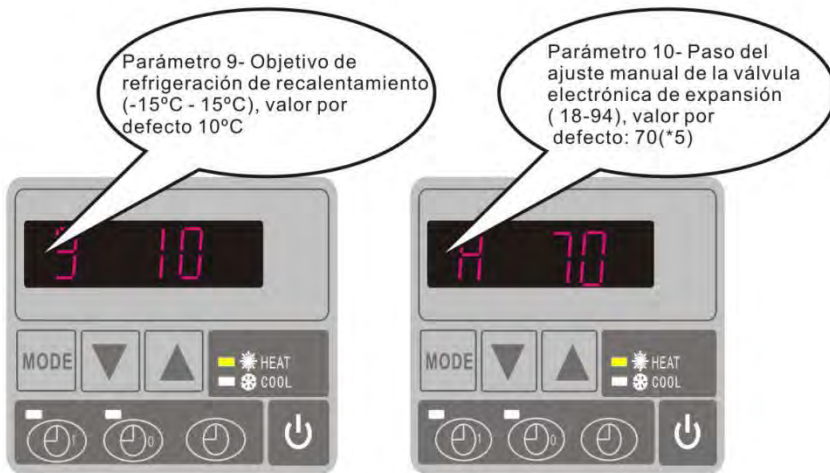 Parámetro 9- Objetivo de
refrigeración de recalentamiento
(-15ºC - 15ºC), valor por
defecto 10ºC
9 10
MODE
HEAT
COOL
1
0
Parámetro 10- Paso del
ajuste manual de la válvula
electrónica de expansión
( 18-94), valor por
defecto: 70(*5)
H 70
MODE
HEAT
COOL
1
0